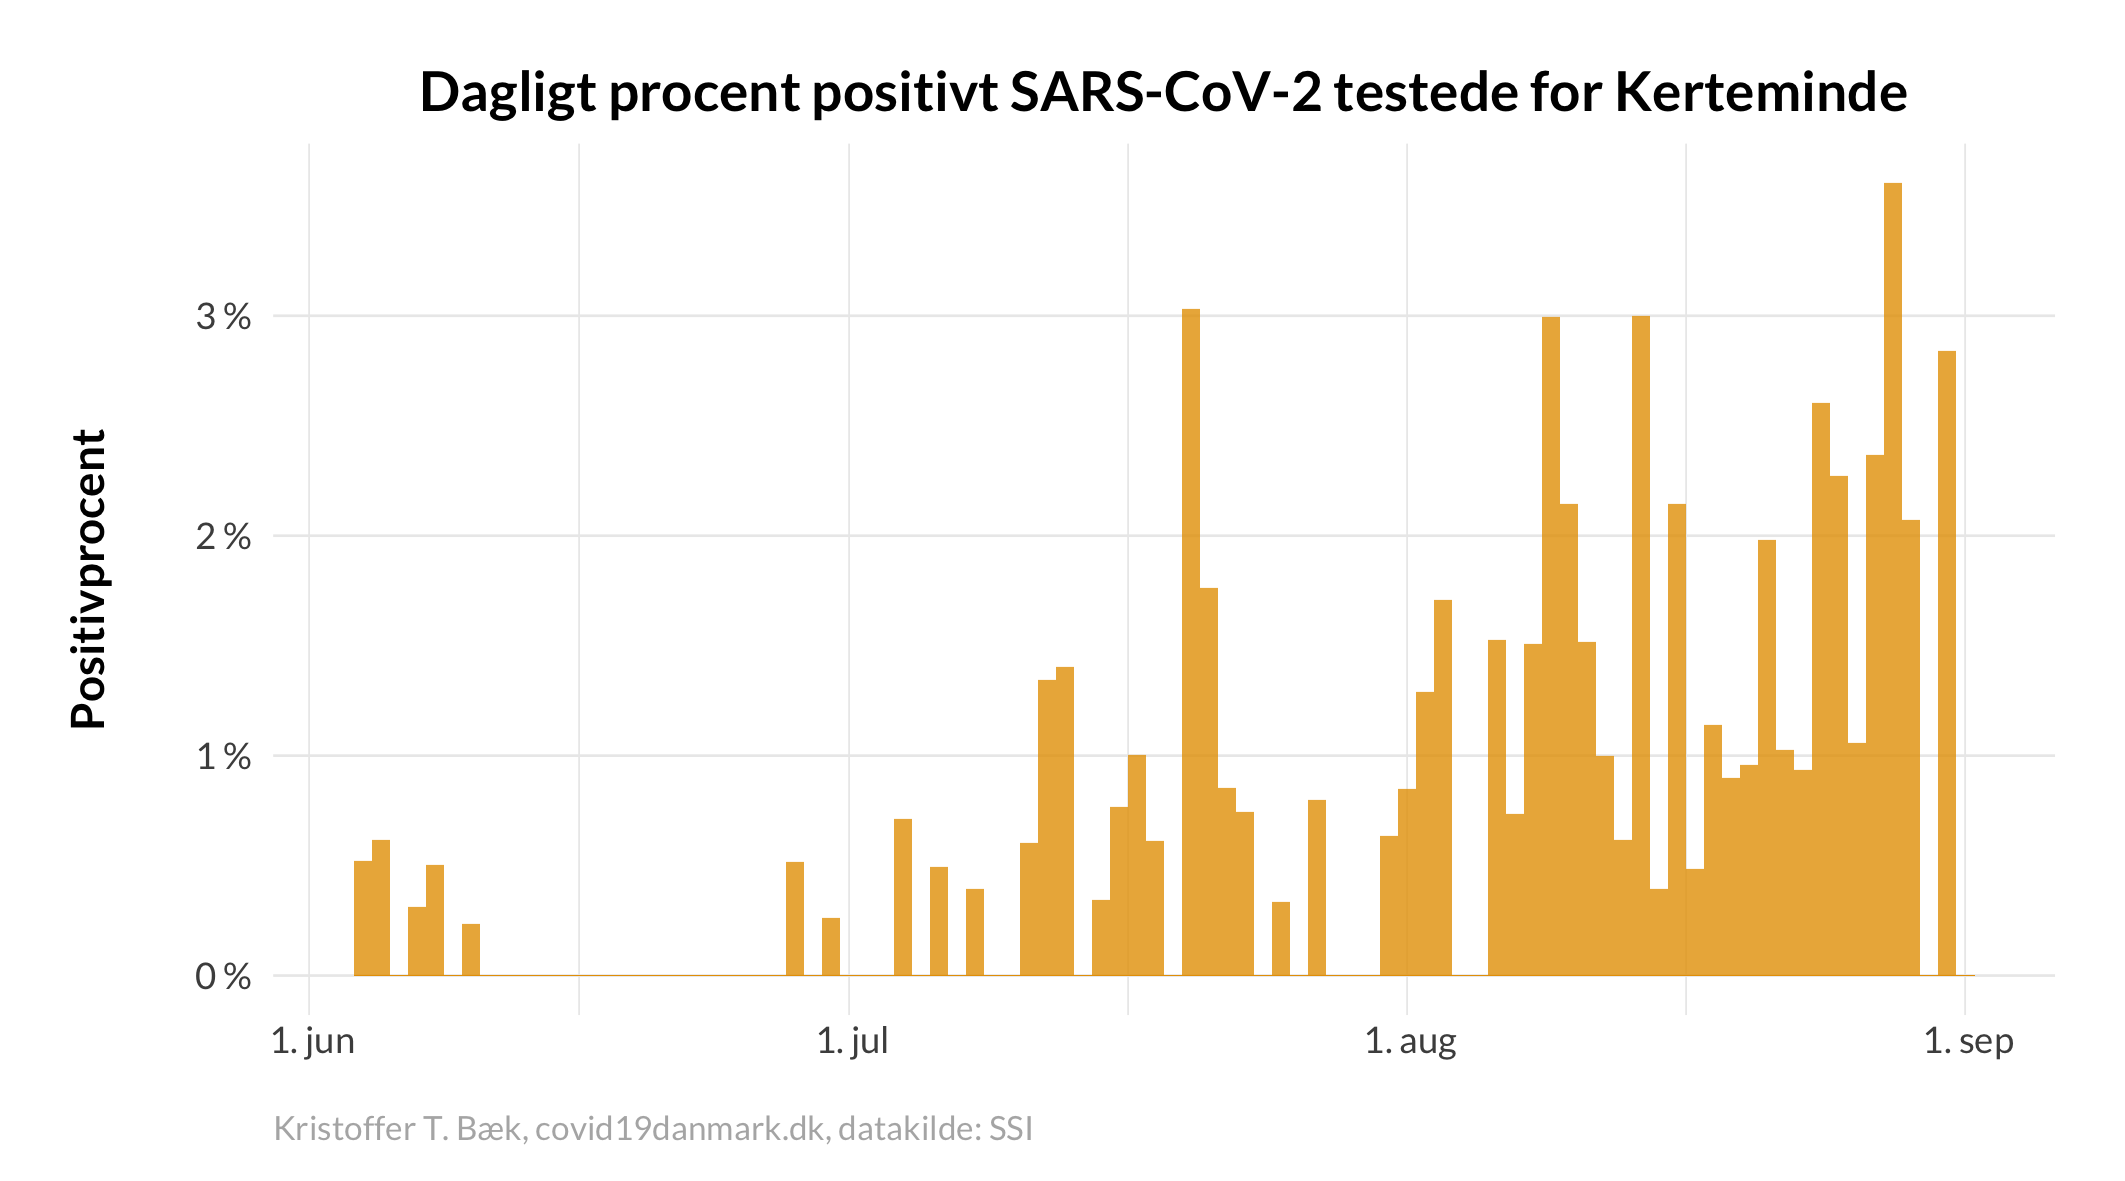 Dagligt procent positivt SARS-CoV-2 testede for Kerteminde
Positivprocent
3 %
2 %
1 %
0 %
1. jun
1. jul
1. aug
1. sep
Kristoffer T. Bæk, covid19danmark.dk, datakilde: SSI